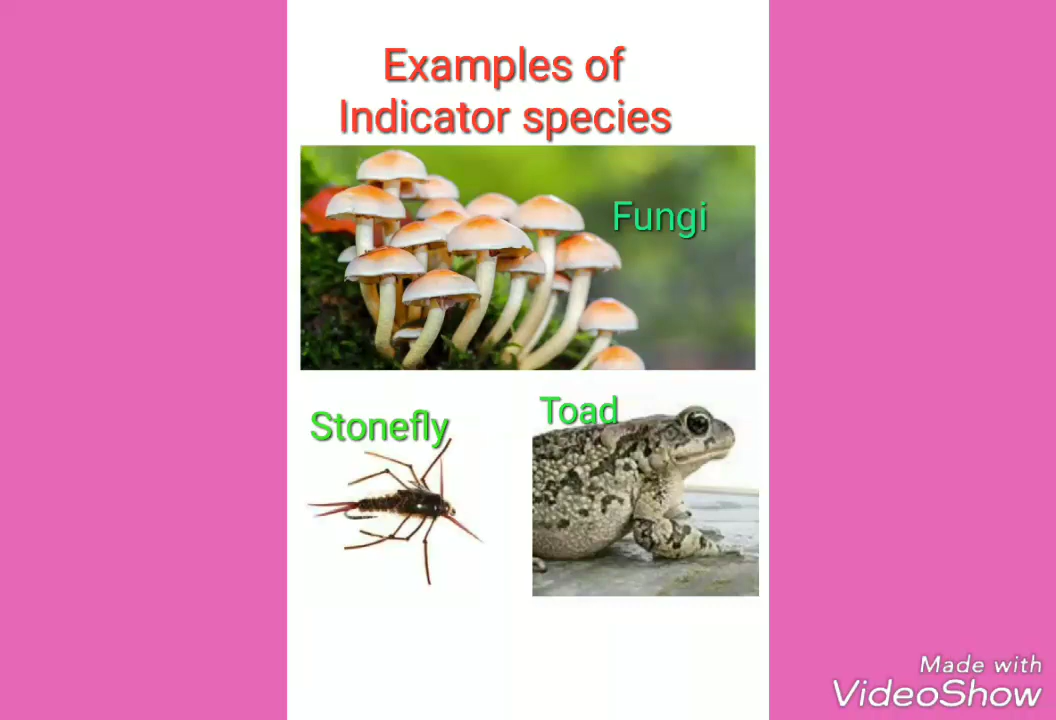 Examples of
Indicator species
Fungi
Stonefly
Toad
Made with
VideoShow